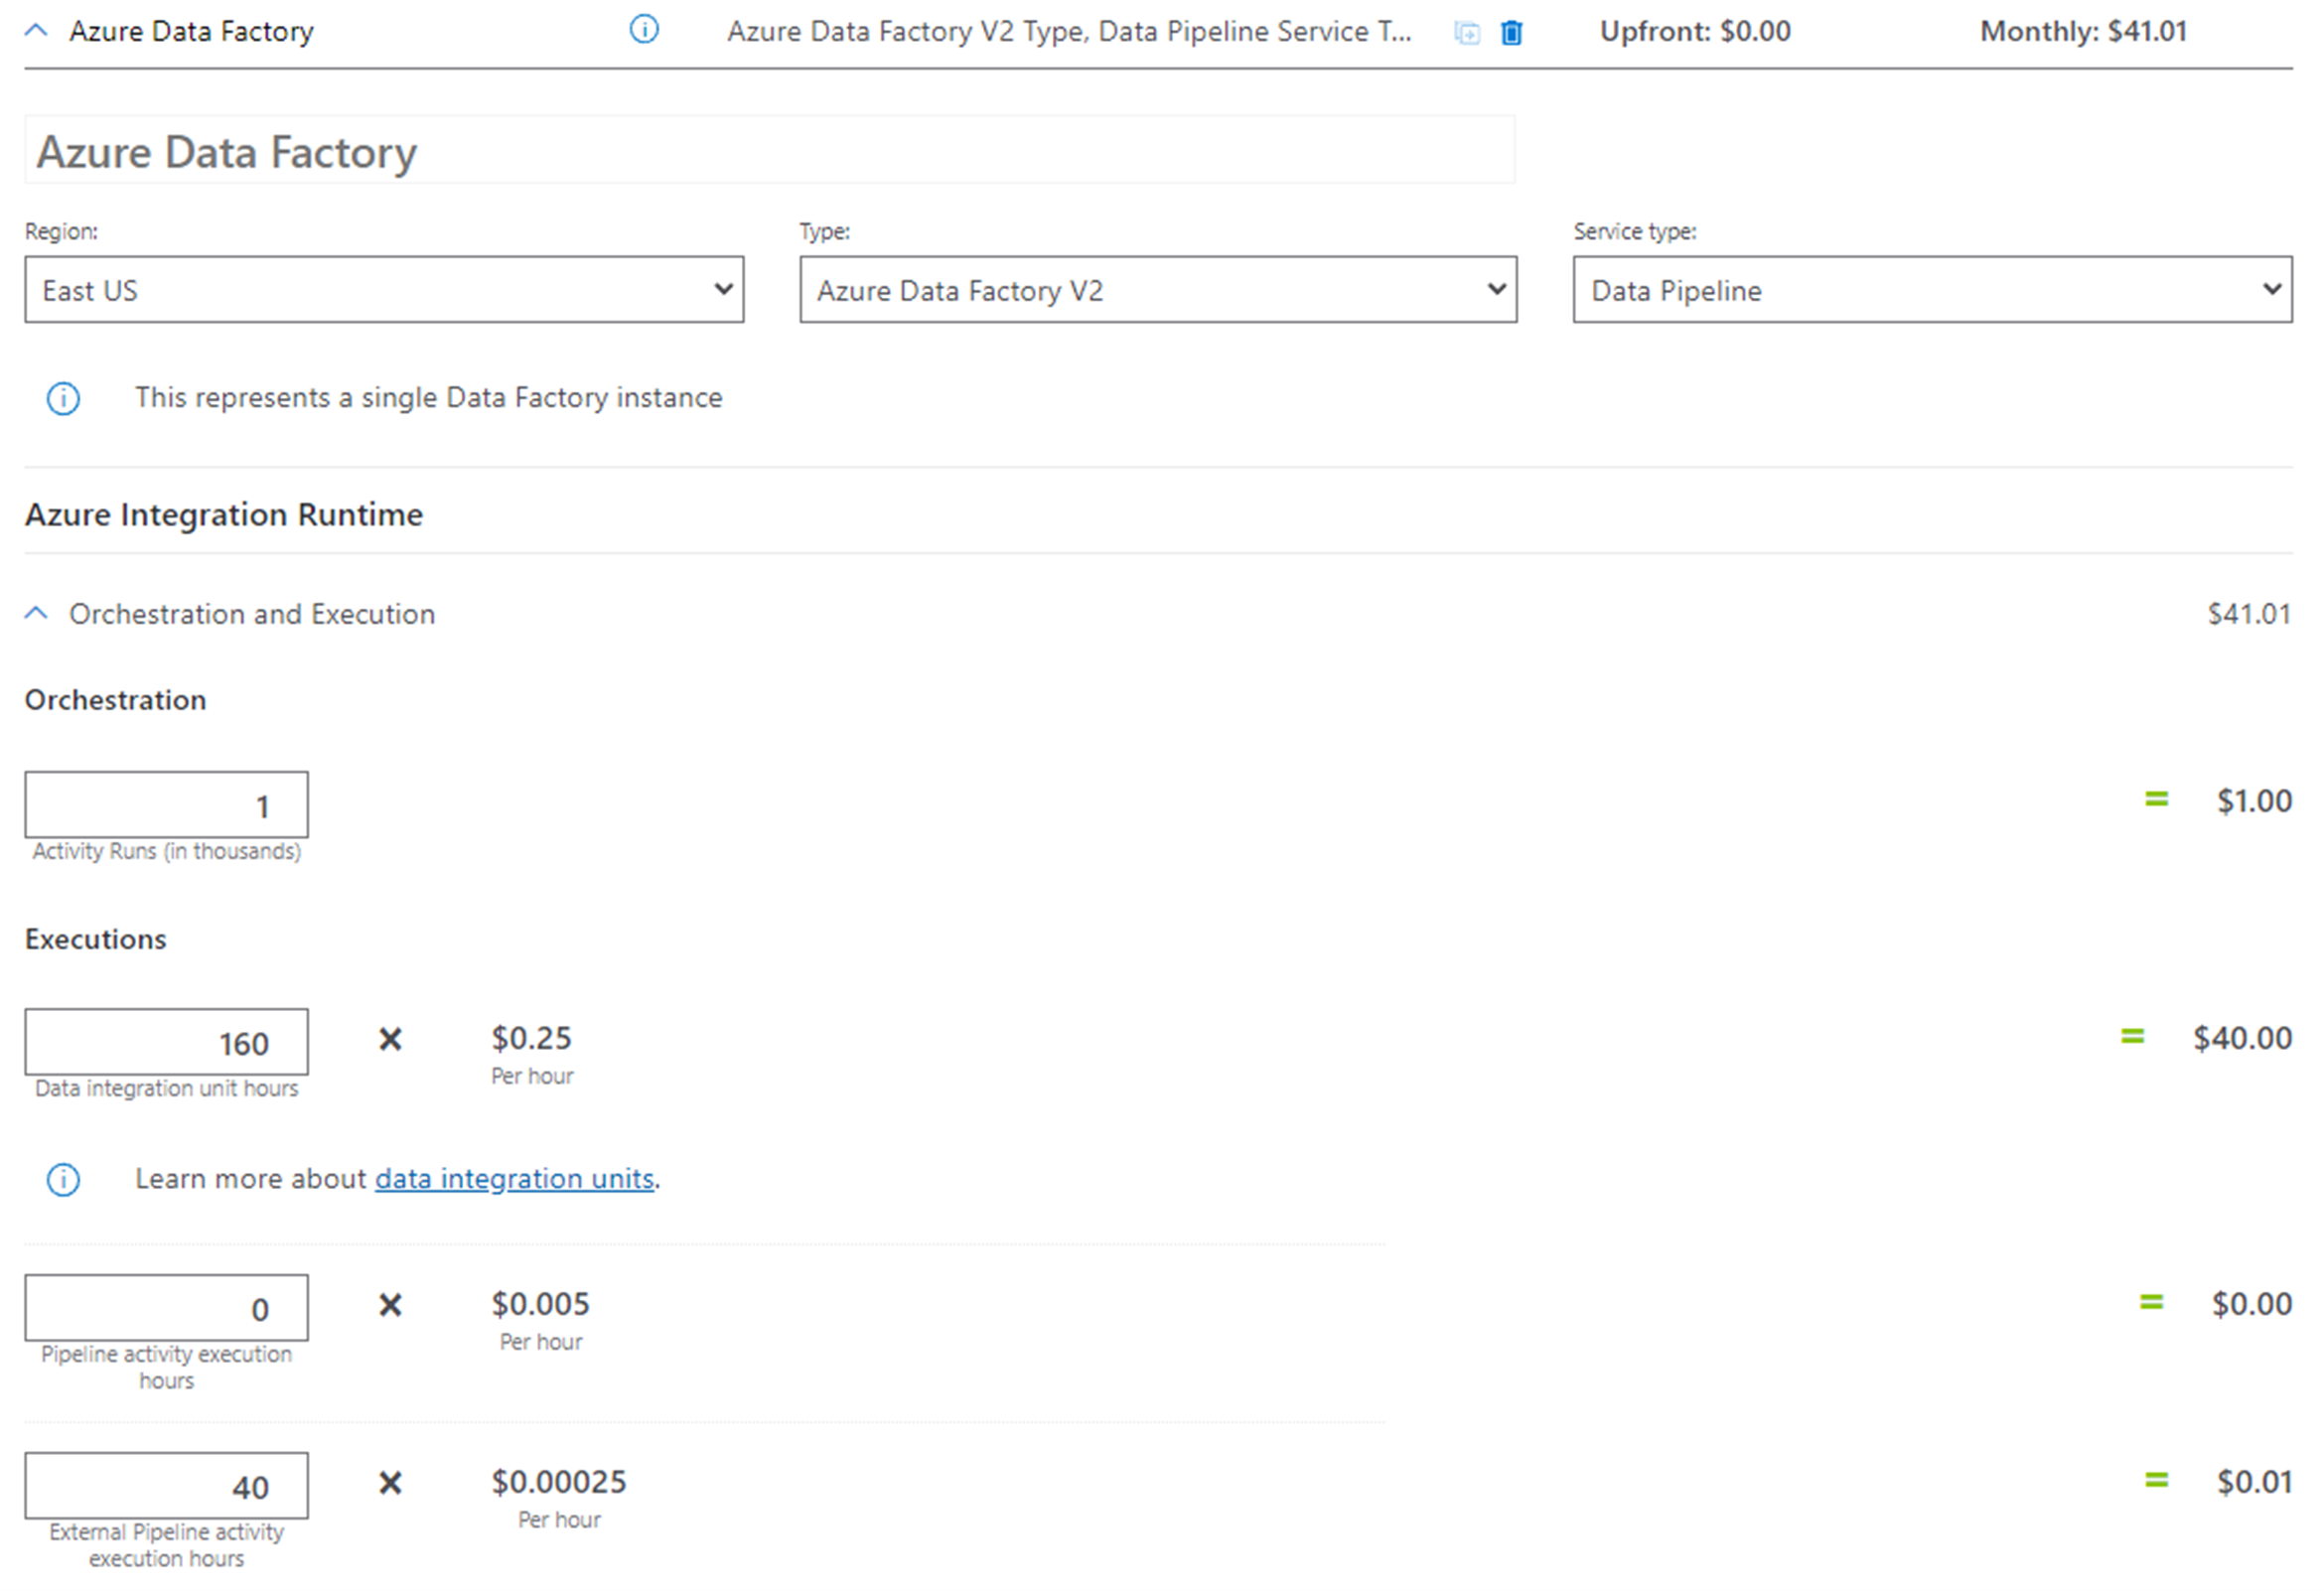 Azure Data Factory
Azure Data Factory V2 Type, Data Pipeline Service T...
Upfront: $0.00
Monthly: $41.01
Azure Data Factory
Region:
Type:
Service type:
East US
Azure Data Factory V2
Data Pipeline
This represents a single Data Factory instance
Azure Integration Runtime
Orchestration and Execution
$41.01
Orchestration
1
= $1.00
Activity Runs (in thousands)
Executions
160
×
$0.25
= $40.00
Per hour
Data integration unit hours
Learn more about data integration units.
0
×
$0.005
= $0.00
Per hour
Pipeline activity execution
hours
40
×
$0.00025
= $0.01
Per hour
External Pipeline activity
execution hours